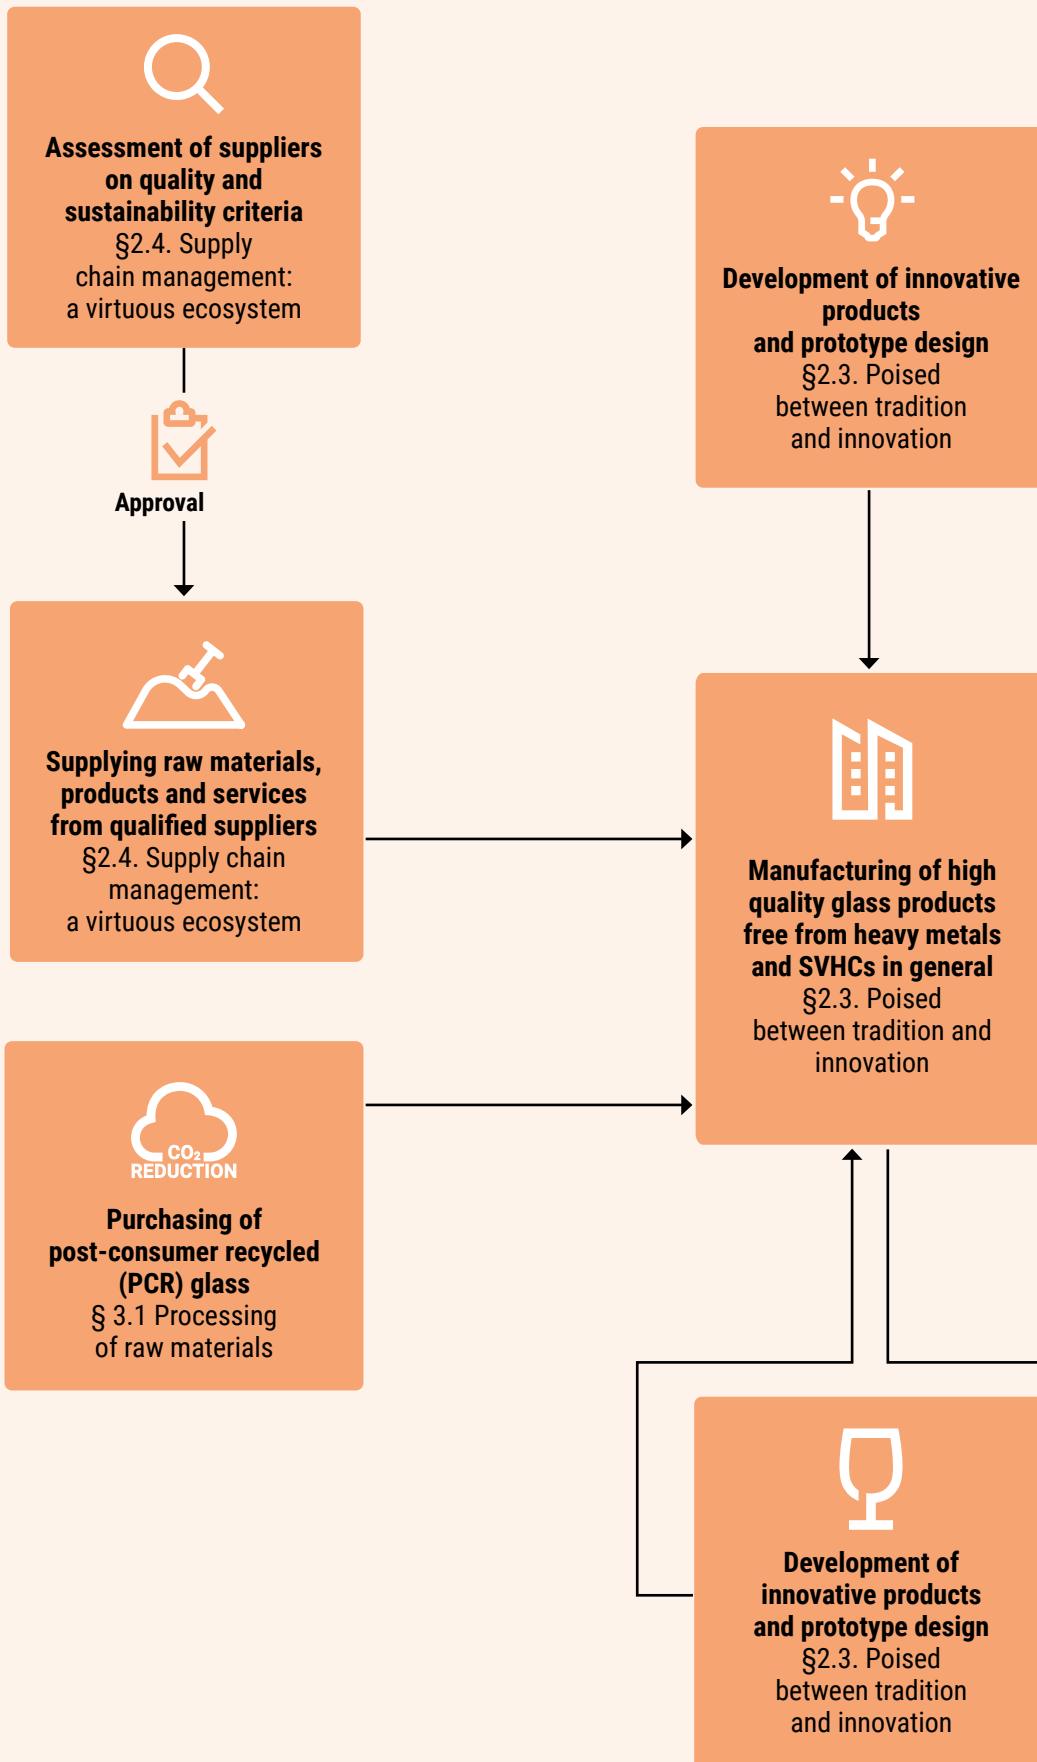 Assessment of suppliers
on quality and
sustainability criteria
§2.4. Supply
chain management:
a virtuous ecosystem
Approval
Supplying raw materials,
products and services
from qualified suppliers
§2.4. Supply chain
management:
a virtuous ecosystem
CO₂
REDUCTION
Purchasing of
post-consumer recycled
(PCR) glass
§ 3.1 Processing
of raw materials
Development of innovative
products
and prototype design
§2.3. Poised
between tradition
and innovation
Manufacturing of high
quality glass products
free from heavy metals
and SVHCs in general
§2.3. Poised
between tradition and
innovation
Development of
innovative products
and prototype design
§2.3. Poised
between tradition
and innovation